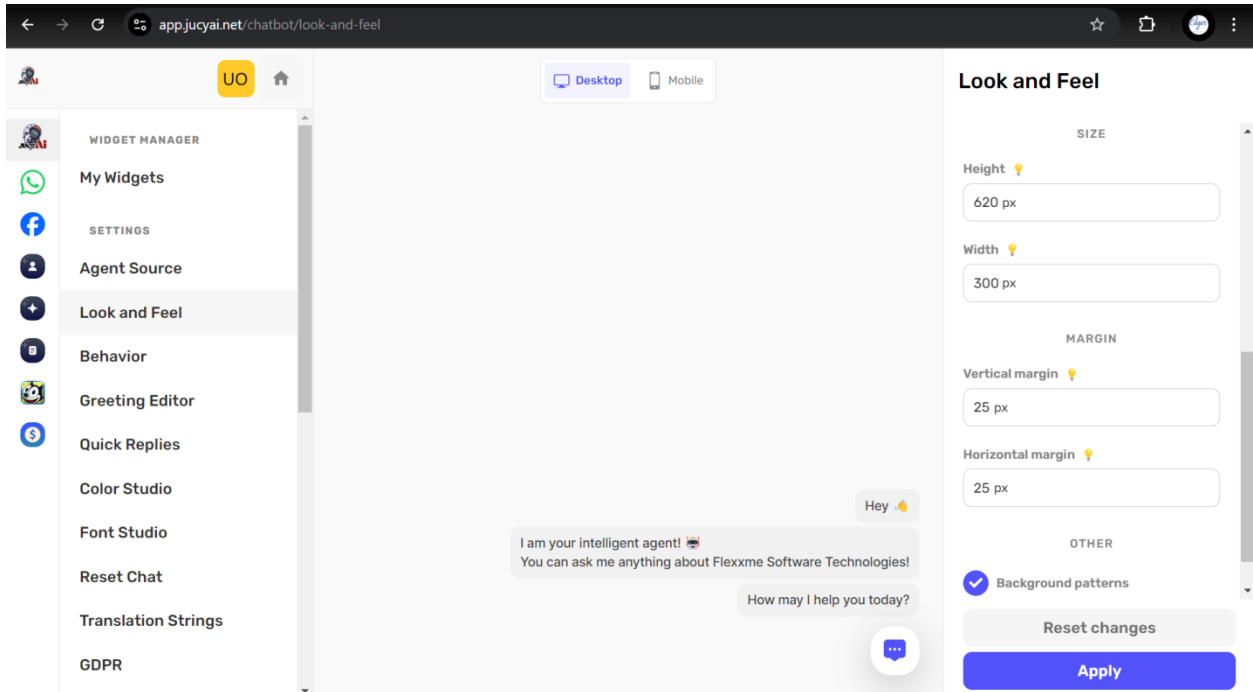 app.jucyai.net/chatbot/look-and-feel
UO
WIDGET MANAGER
My Widgets
SETTINGS
Agent Source
Look and Feel
Behavior
Greeting Editor
Quick Replies
Color Studio
Font Studio
Reset Chat
Translation Strings
GDPR
Desktop
Mobile
Hey 👋
I am your intelligent agent! 🤖
You can ask me anything about Flexxme Software Technologies!
How may I help you today?
Look and Feel
SIZE
Height 💡
620 px
Width 💡
300 px
MARGIN
Vertical margin 💡
25 px
Horizontal margin 💡
25 px
OTHER
Background patterns
Reset changes
Apply